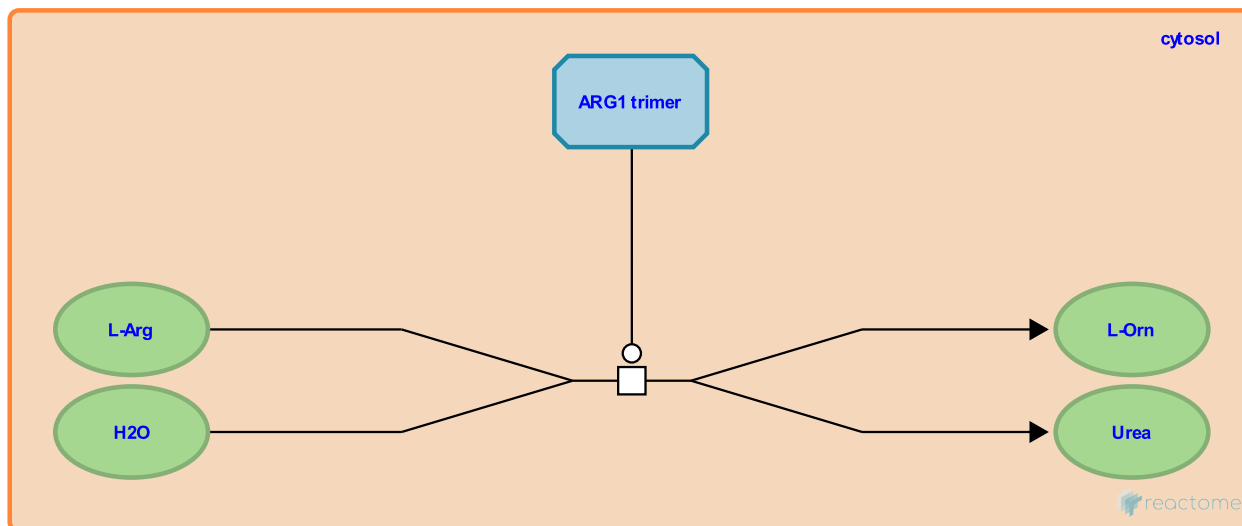 cytosol
ARG1 trimer
L-Arg
L-Orn
H2O
Urea
reactome